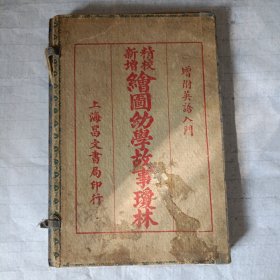 增附英語入門
精校
新增
繪圖幼學故事瓊林
上海昌文書局印行